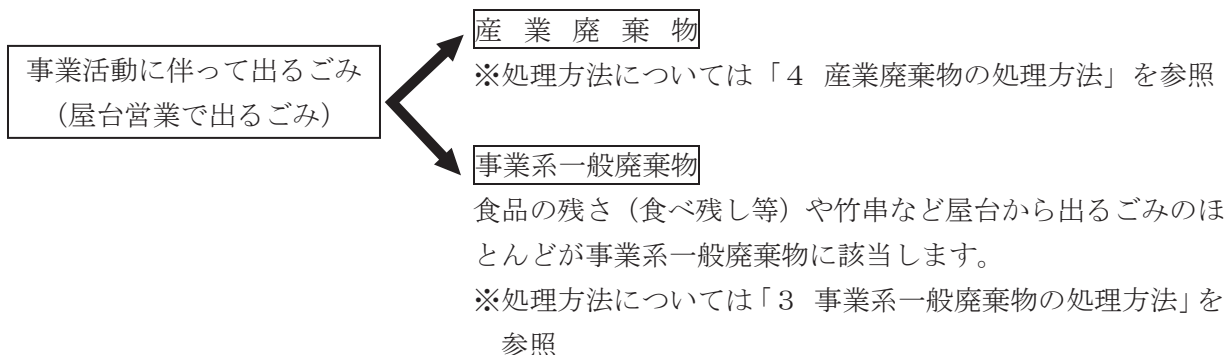 事業活動に伴って出るごみ
(屋台営業で出るごみ)
産 業 廃 棄 物
※処理方法については「4 産業廃棄物の処理方法」を参照
事業系一般廃棄物
食品の残さ(食べ残し等)や竹串など屋台から出るごみのほ
とんどが事業系一般廃棄物に該当します。
※処理方法については「3 事業系一般廃棄物の処理方法」を
参照